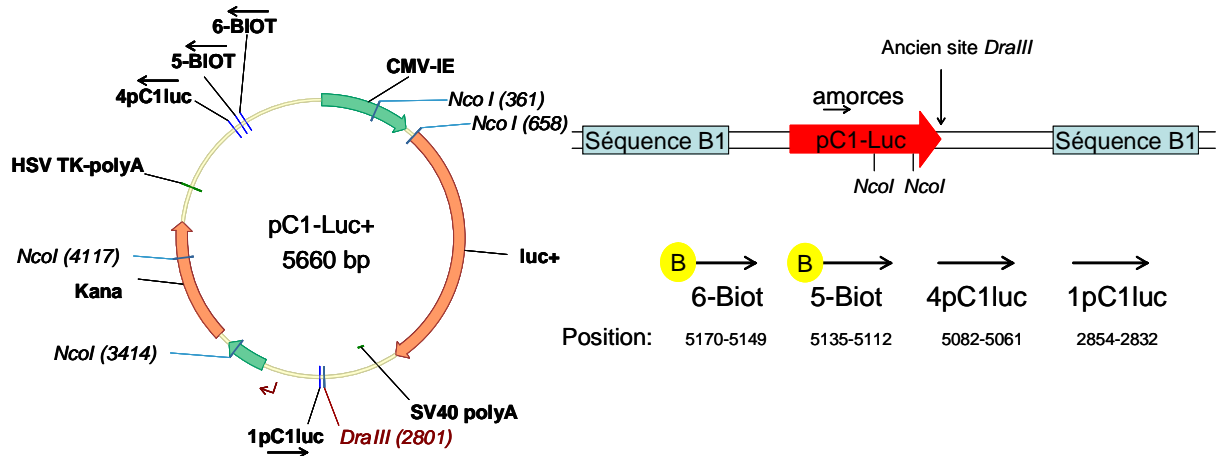 6-BIOT
5-BIOT
4pC1luc
CMV-IE
Nco I (361)
Nco I (658)
HSV TK-polyA
pC1-Luc+
5660 bp
luc+
NcoI (4117)
Kana
NcoI (3414)
SV40 polyA
1pC1luc
DraIII (2801)
Ancien site DraIII
amorces
Séquence B1
pC1-Luc
Séquence B1
NcoI
NcoI
B
B
6-Biot
5-Biot
4pC1luc
1pC1luc
Position:
5170-5149
5135-5112
5082-5061
2854-2832